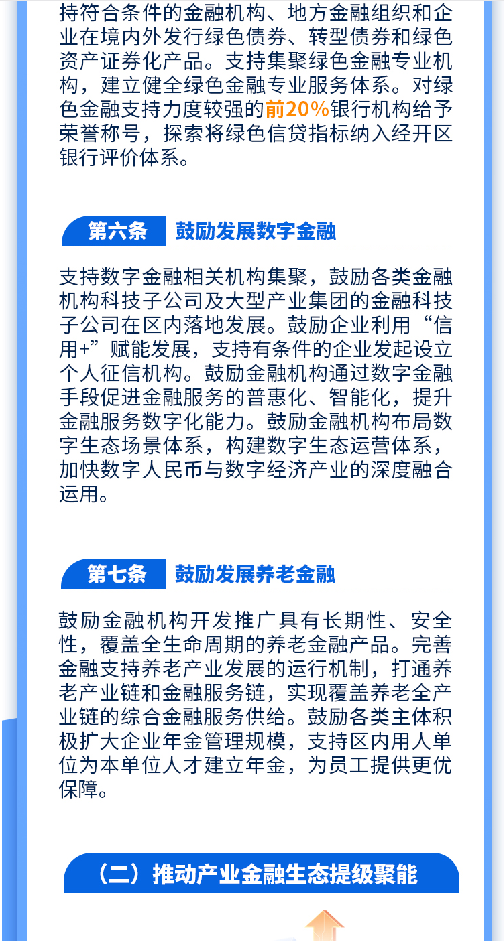 持符合条件的金融机构、地方金融组织和企
业在境内外发行绿色债券、转型债券和绿色
资产证券化产品。支持集聚绿色金融专业机
构，建立健全绿色金融专业服务体系。对绿
色金融支持力度较强的前20%银行机构给予
荣誉称号，探索将绿色信贷指标纳入经开区
银行评价体系。
第六条 鼓励发展数字金融
支持数字金融相关机构集聚，鼓励各类金融
机构科技子公司及大型产业集团的金融科技
子公司在区内落地发展。鼓励企业利用“信
用+”赋能发展，支持有条件的企业发起设立
个人征信机构。鼓励金融机构通过数字金融
手段促进金融服务的普惠化、智能化，提升
金融服务数字化能力。鼓励金融机构布局数
字生态场景体系，构建数字生态运营体系，
加快数字人民币与数字经济产业的深度融合
运用。
第七条 鼓励发展养老金融
鼓励金融机构开发推广具有长期性、安全
性，覆盖全生命周期的养老金融产品。完善
金融支持养老产业发展的运行机制，打通养
老产业链和金融服务链，实现覆盖养老全产
业链的综合金融服务供给。鼓励各类主体积
极扩大企业年金管理规模，支持区内用人单
位为本单位人才建立年金，为员工提供更优
保障。
（二）推动产业金融生态提级聚能